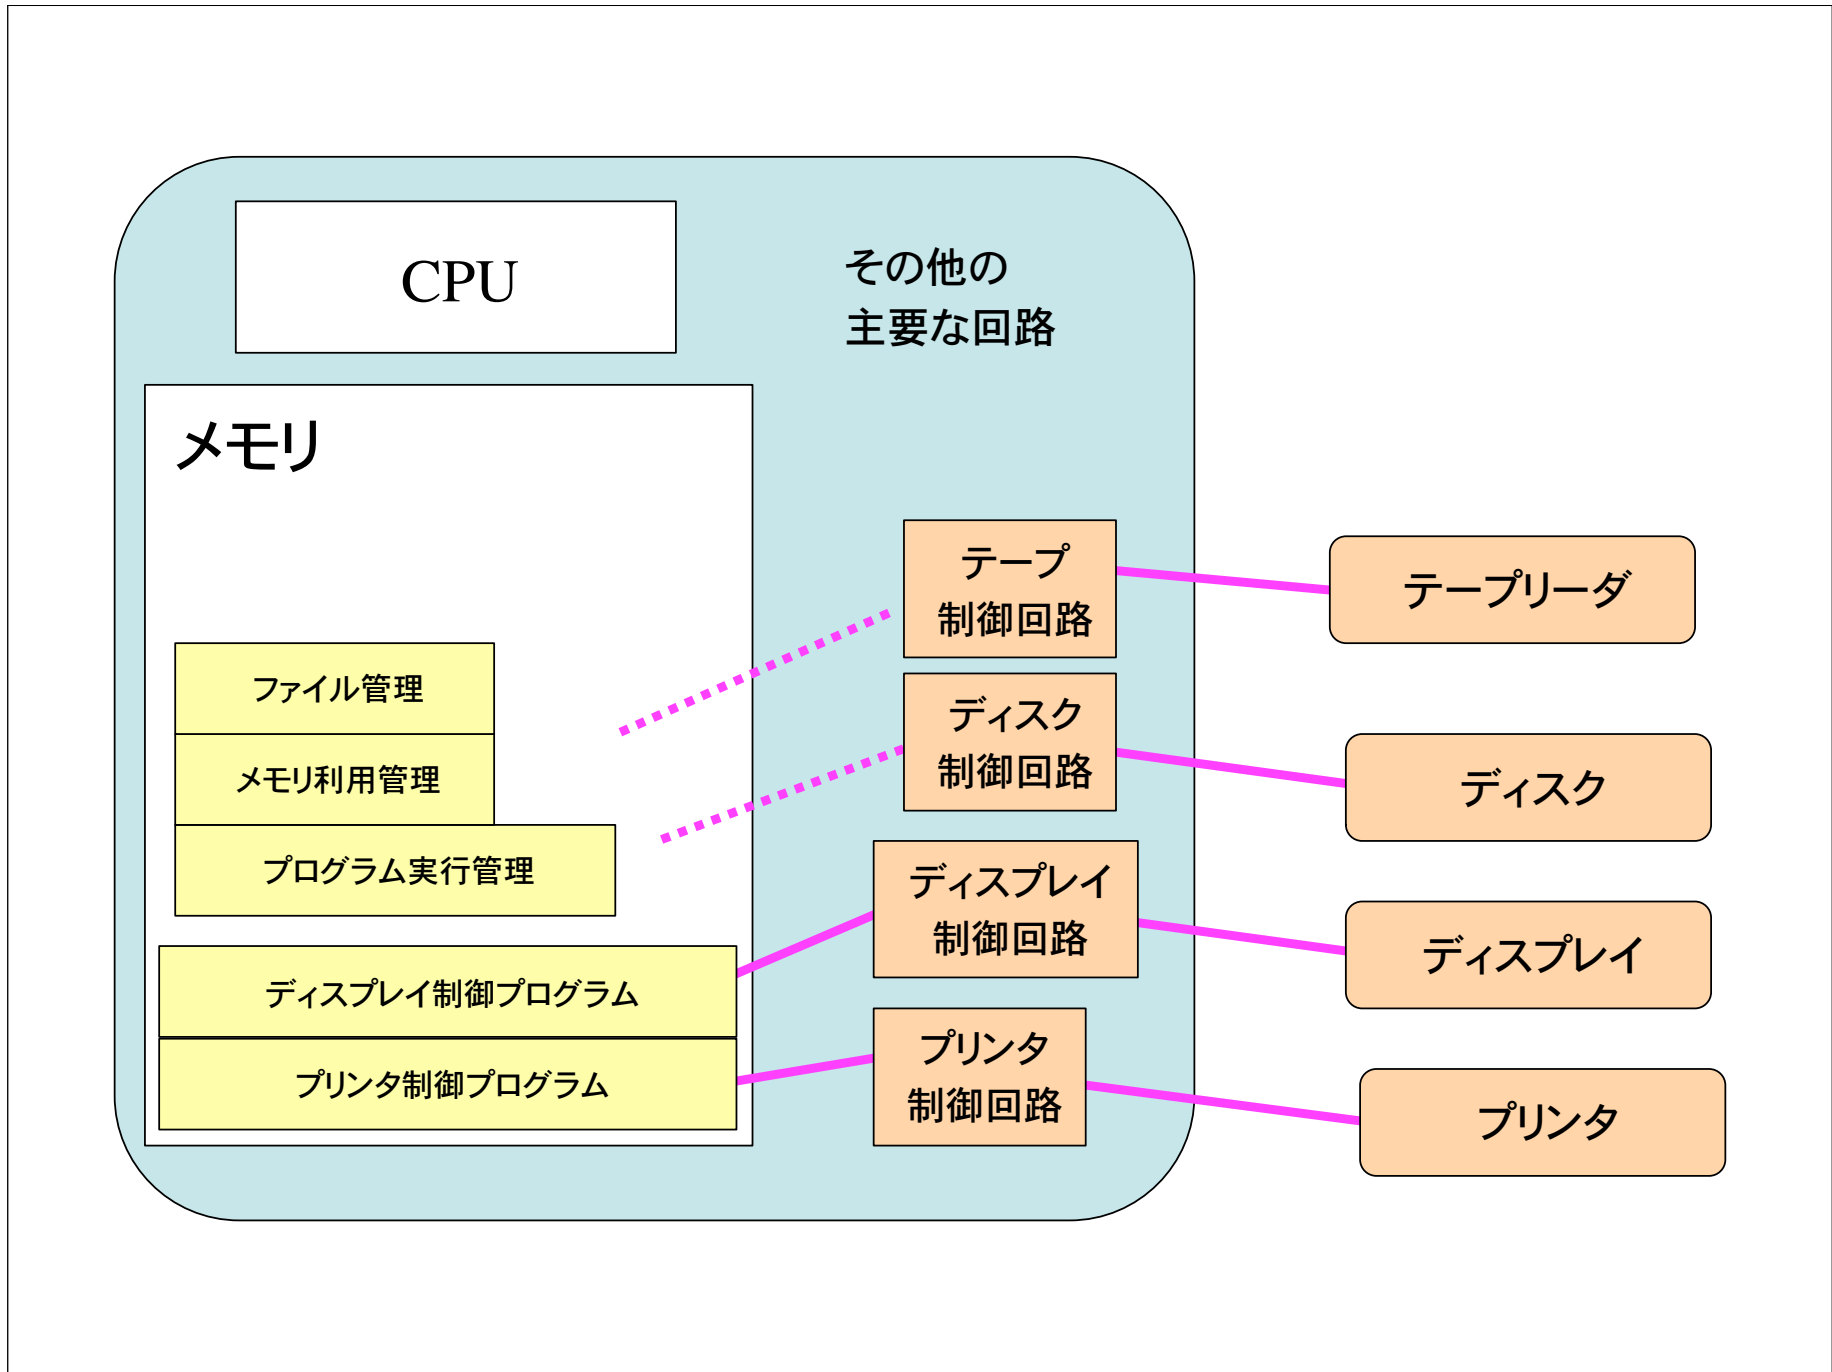 CPU
その他の
主要な回路
メモリ
テープ
制御回路
テープリーダ
ファイル管理
ディスク
制御回路
メモリ利用管理
ディスク
プログラム実行管理
ディスプレイ
制御回路
ディスプレイ
ディスプレイ制御プログラム
プリンタ
制御回路
プリンタ制御プログラム
プリンタ